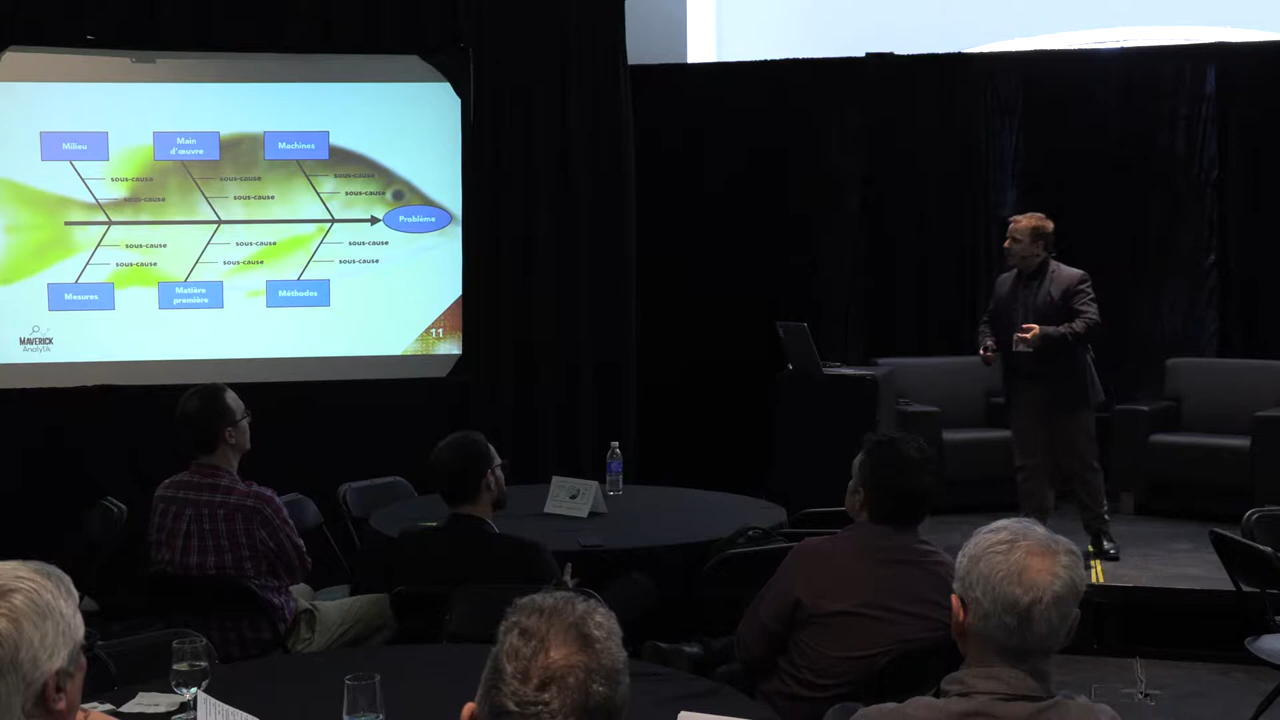 Milieu
Main
d'œuvre
Machines
sous-cause
sous-cause
sous-cause
sous-cause
sous-cause
sous-cause
Problème
sous-cause
sous-cause
sous-cause
sous-cause
sous-cause
sous-cause
Mesures
Matière
première
Méthodes
MAVERICK
Analytik
11